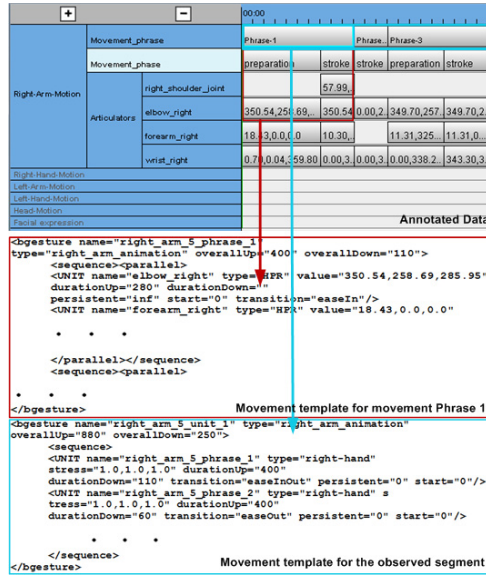 + - 00:00
Movement_phrase Phrase-1 Phrase.. Phrase-3
Movement_phase preparation stroke stroke preparation stroke
right_shoulder_joint 57.99,..
Right-Arm-Motion Articulators elbow_right 350.54,258.69,... 350.54 0.00,2.. 349.70,257.. 349.70,2.
forearm_right 18.43,0.0,0.0 10.30,.. 11.31,325... 11.31,0...
wrist_right 0.70,0.04,359.80 0.00,3.. 0.00,3.. 0.00,338.2.. 343.30,3.
Right-Hand-Motion
Left-Arm-Motion
Left-Hand-Motion
Head-Motion
Facial expression
Annotated Data
<bgesture name="right_arm_5_phrase_1"
type="right_arm_animation" overallUp="400" overallDown="110">
<sequence><parallel>
<UNIT name="elbow_right" type="HPR" value="350.54,258.69,285.95"
durationUp="280" durationDown=""
persistent="inf" start="0" transition="easeIn"/>
<UNIT name="forearm_right" type="HPR" value="18.43,0.0,0.0"
. . .
</parallel></sequence>
<sequence><parallel>
. . .
</bgesture> Movement template for movement Phrase 1
<bgesture name="right_arm_5_unit_1" type="right_arm_animation"
overallUp="880" overallDown="250">
<sequence>
<UNIT name="right_arm_5_phrase_1" type="right-hand"
stress="1.0,1.0,1.0" durationUp="400"
durationDown="110" transition="easeInOut" persistent="0" start="0"/>
<UNIT name="right_arm_5_phrase_2" type="right-hand" s
tress="1.0,1.0,1.0" durationUp="400"
durationDown="60" transition="easeOut" persistent="0" start="0"/>
. . .
</sequence>
</bgesture> Movement template for the observed segment